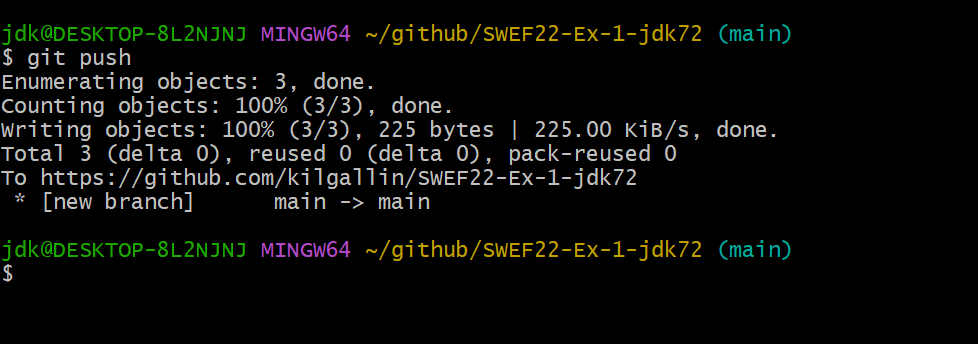 jdk@DESKTOP-8L2NJNJ MINGW64 ~/github/SWEF22-Ex-1-jdk72 (main)
$ git push
Enumerating objects: 3, done.
Counting objects: 100% (3/3), done.
Writing objects: 100% (3/3), 225 bytes | 225.00 KiB/s, done.
Total 3 (delta 0), reused 0 (delta 0), pack-reused 0
To https://github.com/kilgallin/SWEF22-Ex-1-jdk72
 * [new branch]      main -> main
jdk@DESKTOP-8L2NJNJ MINGW64 ~/github/SWEF22-Ex-1-jdk72 (main)
$